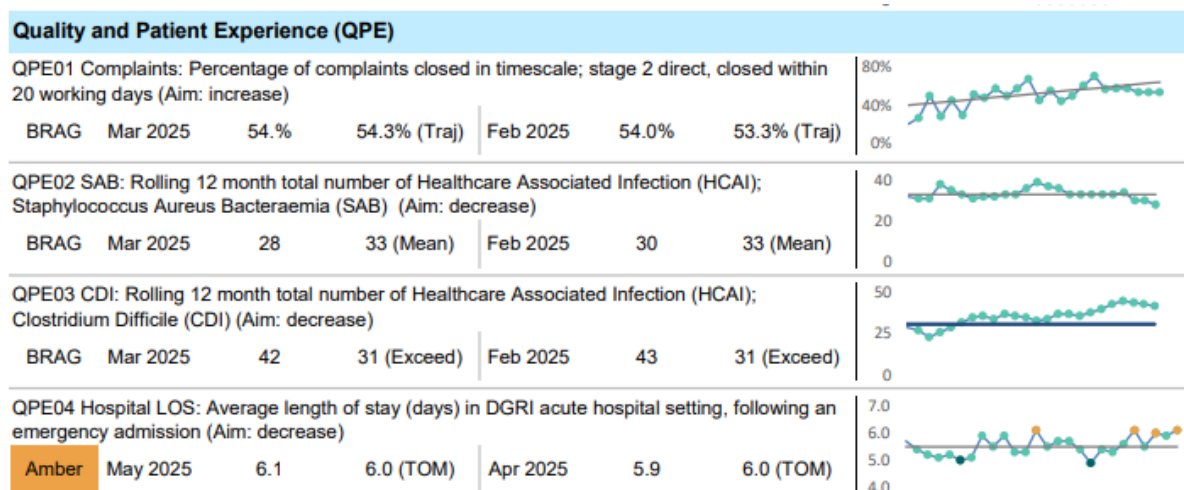 Quality and Patient Experience (QPE)
QPE01 Complaints: Percentage of complaints closed in timescale; stage 2 direct, closed within
20 working days (Aim: increase)
BRAG Mar 2025 54.% 54.3% (Traj) Feb 2025 54.0% 53.3% (Traj)
80%
40%
0%
QPE02 SAB: Rolling 12 month total number of Healthcare Associated Infection (HCAI);
Staphylococcus Aureus Bacteraemia (SAB) (Aim: decrease)
BRAG Mar 2025 28 33 (Mean) Feb 2025 30 33 (Mean)
40
20
0
QPE03 CDI: Rolling 12 month total number of Healthcare Associated Infection (HCAI);
Clostridium Difficile (CDI) (Aim: decrease)
BRAG Mar 2025 42 31 (Exceed) Feb 2025 43 31 (Exceed)
50
25
0
QPE04 Hospital LOS: Average length of stay (days) in DGRI acute hospital setting, following an
emergency admission (Aim: decrease)
Amber May 2025 6.1 6.0 (TOM) Apr 2025 5.9 6.0 (TOM)
7.0
6.0
5.0
4.0